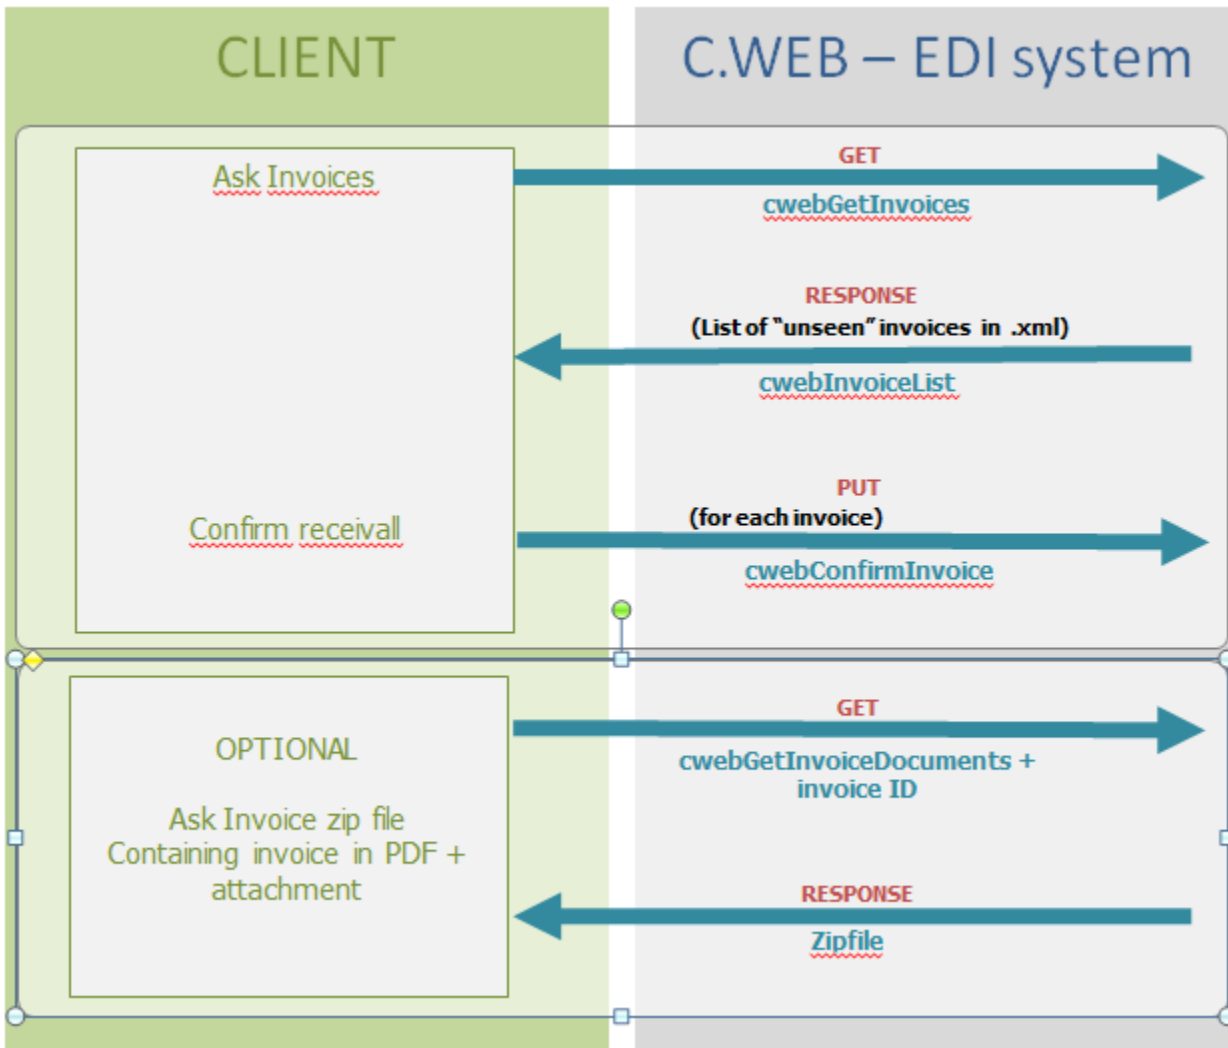 CLIENT
C.WEB – EDI system
Ask Invoices
GET
cwebGetInvoices
RESPONSE
(List of “unseen” invoices in .xml)
cwebInvoiceList
PUT
(for each invoice)
Confirm receivall
cwebConfirmInvoice
OPTIONAL
Ask Invoice zip file
Containing invoice in PDF +
attachment
GET
cwebGetInvoiceDocuments +
invoice ID
RESPONSE
Zipfile